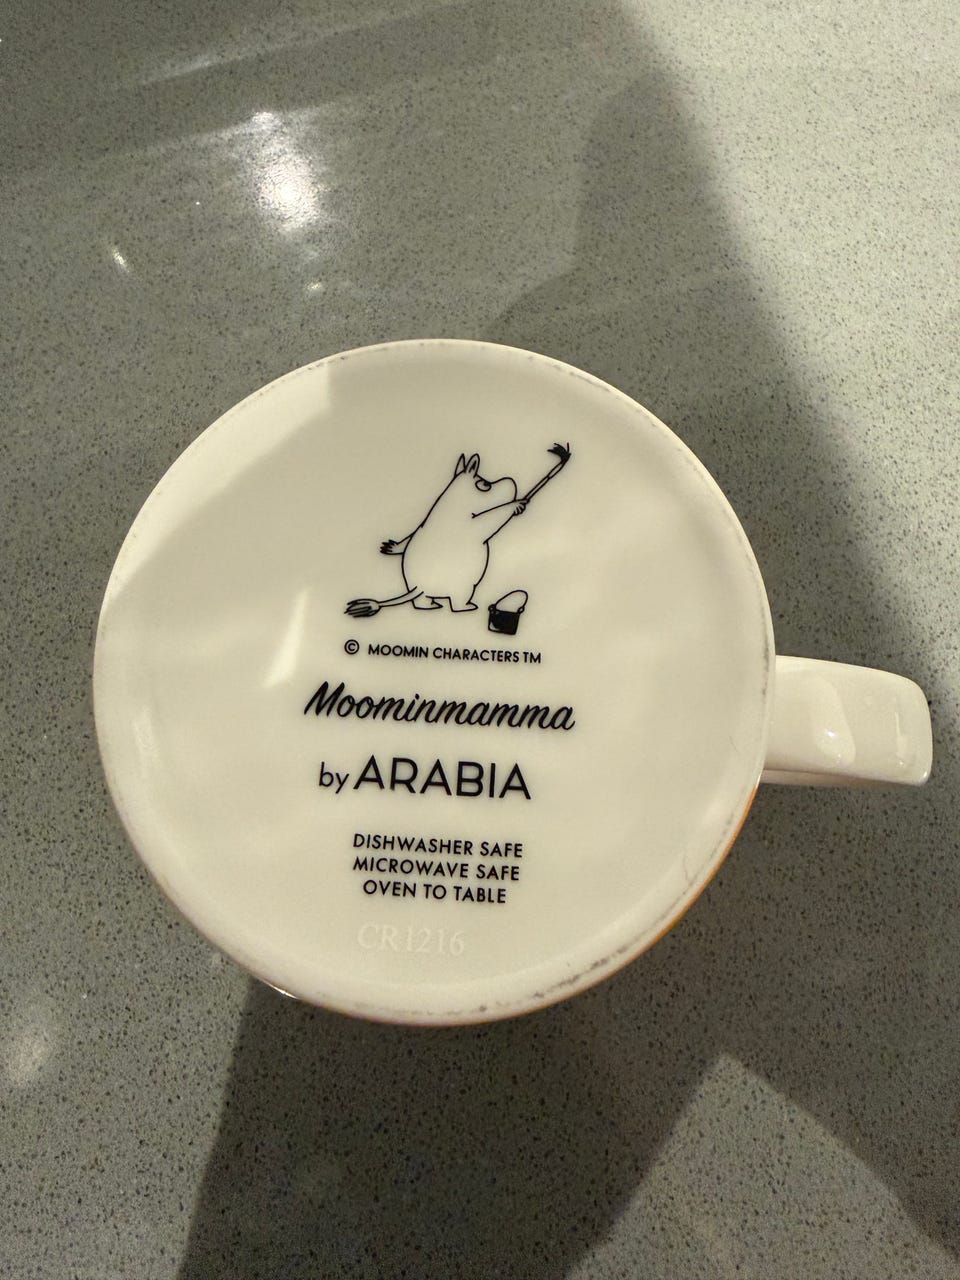 © MOOMIN CHARACTERS TM
Moominmamma
by ARABIA
DISHWASHER SAFE
MICROWAVE SAFE
OVEN TO TABLE
CR1216